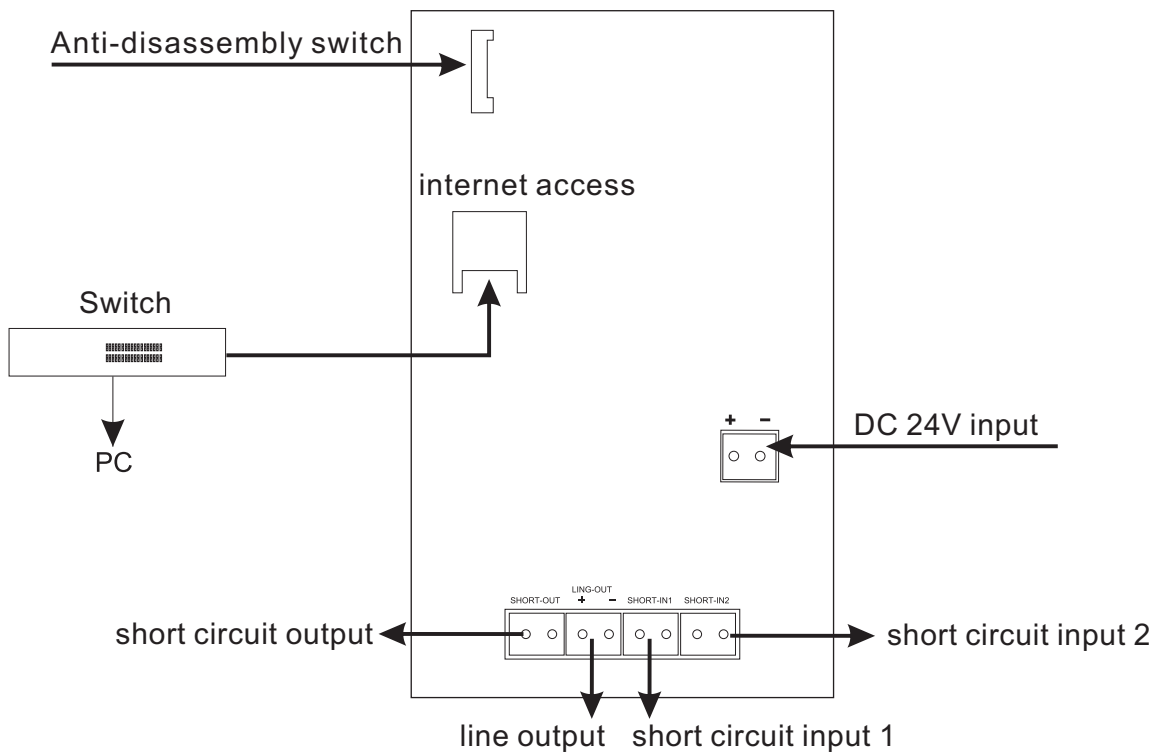 Anti-disassembly switch
internet access
Switch
PC
+ −
DC 24V input
LING-OUT
SHORT-OUT + − SHORT-IN1 SHORT-IN2
short circuit output
short circuit input 2
line output short circuit input 1